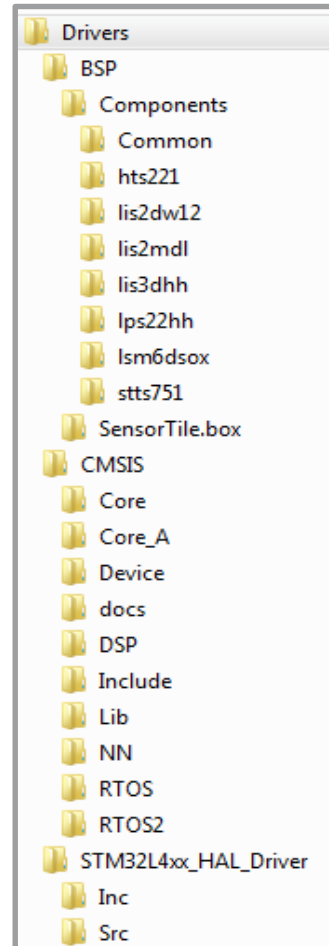 Drivers
BSP
Components
Common
hts221
lis2dw12
lis2mdl
lis3dhh
lps22hh
lsm6dsox
stts751
SensorTile.box
CMSIS
Core
Core_A
Device
docs
DSP
Include
Lib
NN
RTOS
RTOS2
STM32L4xx_HAL_Driver
Inc
Src